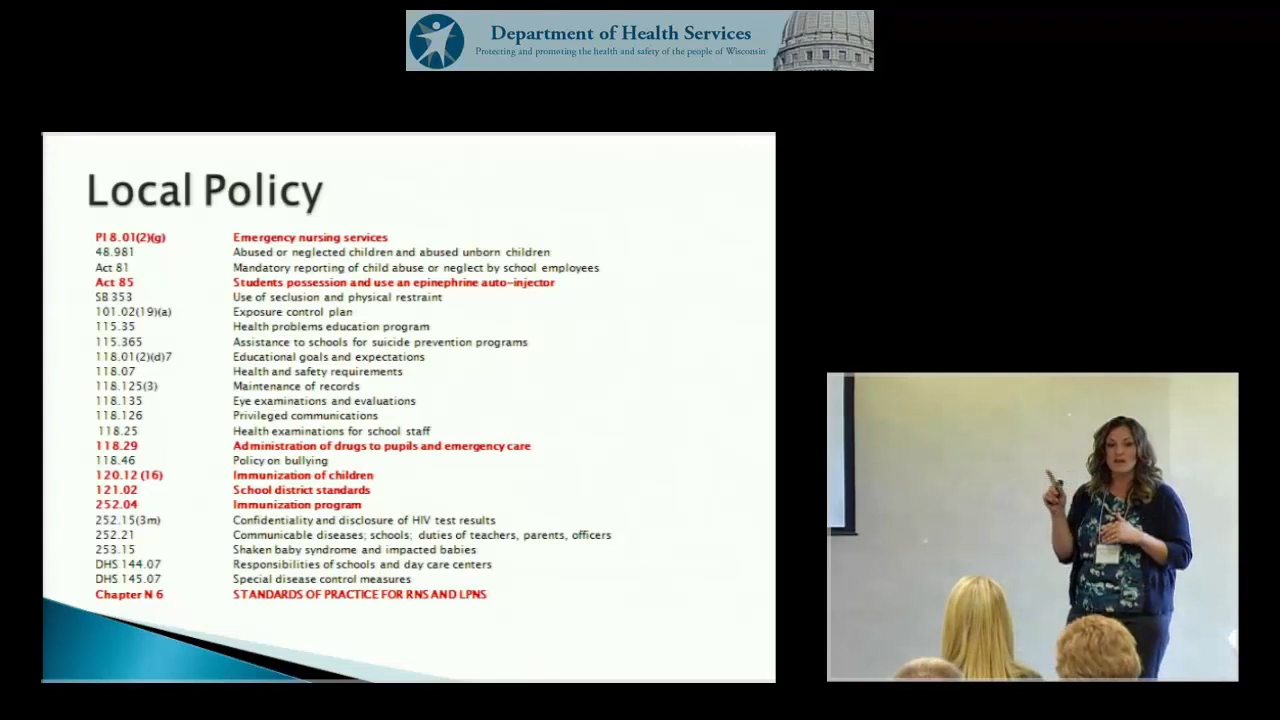 Department of Health Services
Protecting and promoting the health and safety of the people of Wisconsin
Local Policy
PI 8.01(2)(g) Emergency nursing services
48.981 Abused or neglected children and abused unborn children
Act 81 Mandatory reporting of child abuse or neglect by school employees
Act 85 Students possession and use an epinephrine auto-injector
SB 353 Use of seclusion and physical restraint
101.02(19)(a) Exposure control plan
115.35 Health problems education program
115.365 Assistance to schools for suicide prevention programs
118.01(2)(d)7 Educational goals and expectations
118.07 Health and safety requirements
118.125(3) Maintenance of records
118.135 Eye examinations and evaluations
118.126 Privileged communications
118.25 Health examinations for school staff
118.29 Administration of drugs to pupils and emergency care
118.46 Policy on bullying
120.12 (16) Immunization of children
121.02 School district standards
252.04 Immunization program
252.15(3m) Confidentiality and disclosure of HIV test results
252.21 Communicable diseases; schools; duties of teachers, parents, officers
253.15 Shaken baby syndrome and impacted babies
DHS 144.07 Responsibilities of schools and day care centers
DHS 145.07 Special disease control measures
Chapter N 6 STANDARDS OF PRACTICE FOR RNS AND LPNS